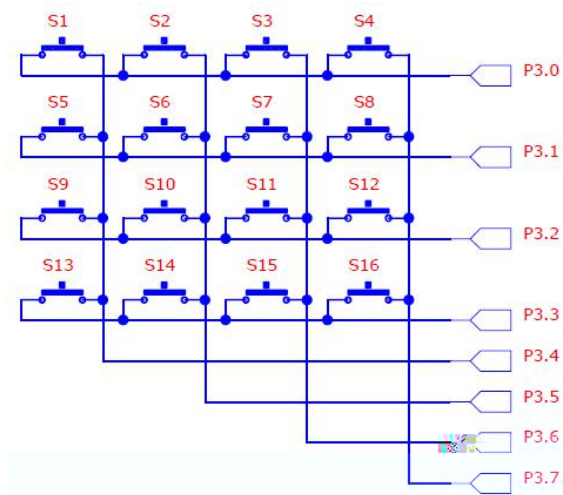 S1 S2 S3 S4
P3.0
S5 S6 S7 S8
P3.1
S9 S10 S11 S12
P3.2
S13 S14 S15 S16
P3.3
P3.4
P3.5
P3.6
P3.7